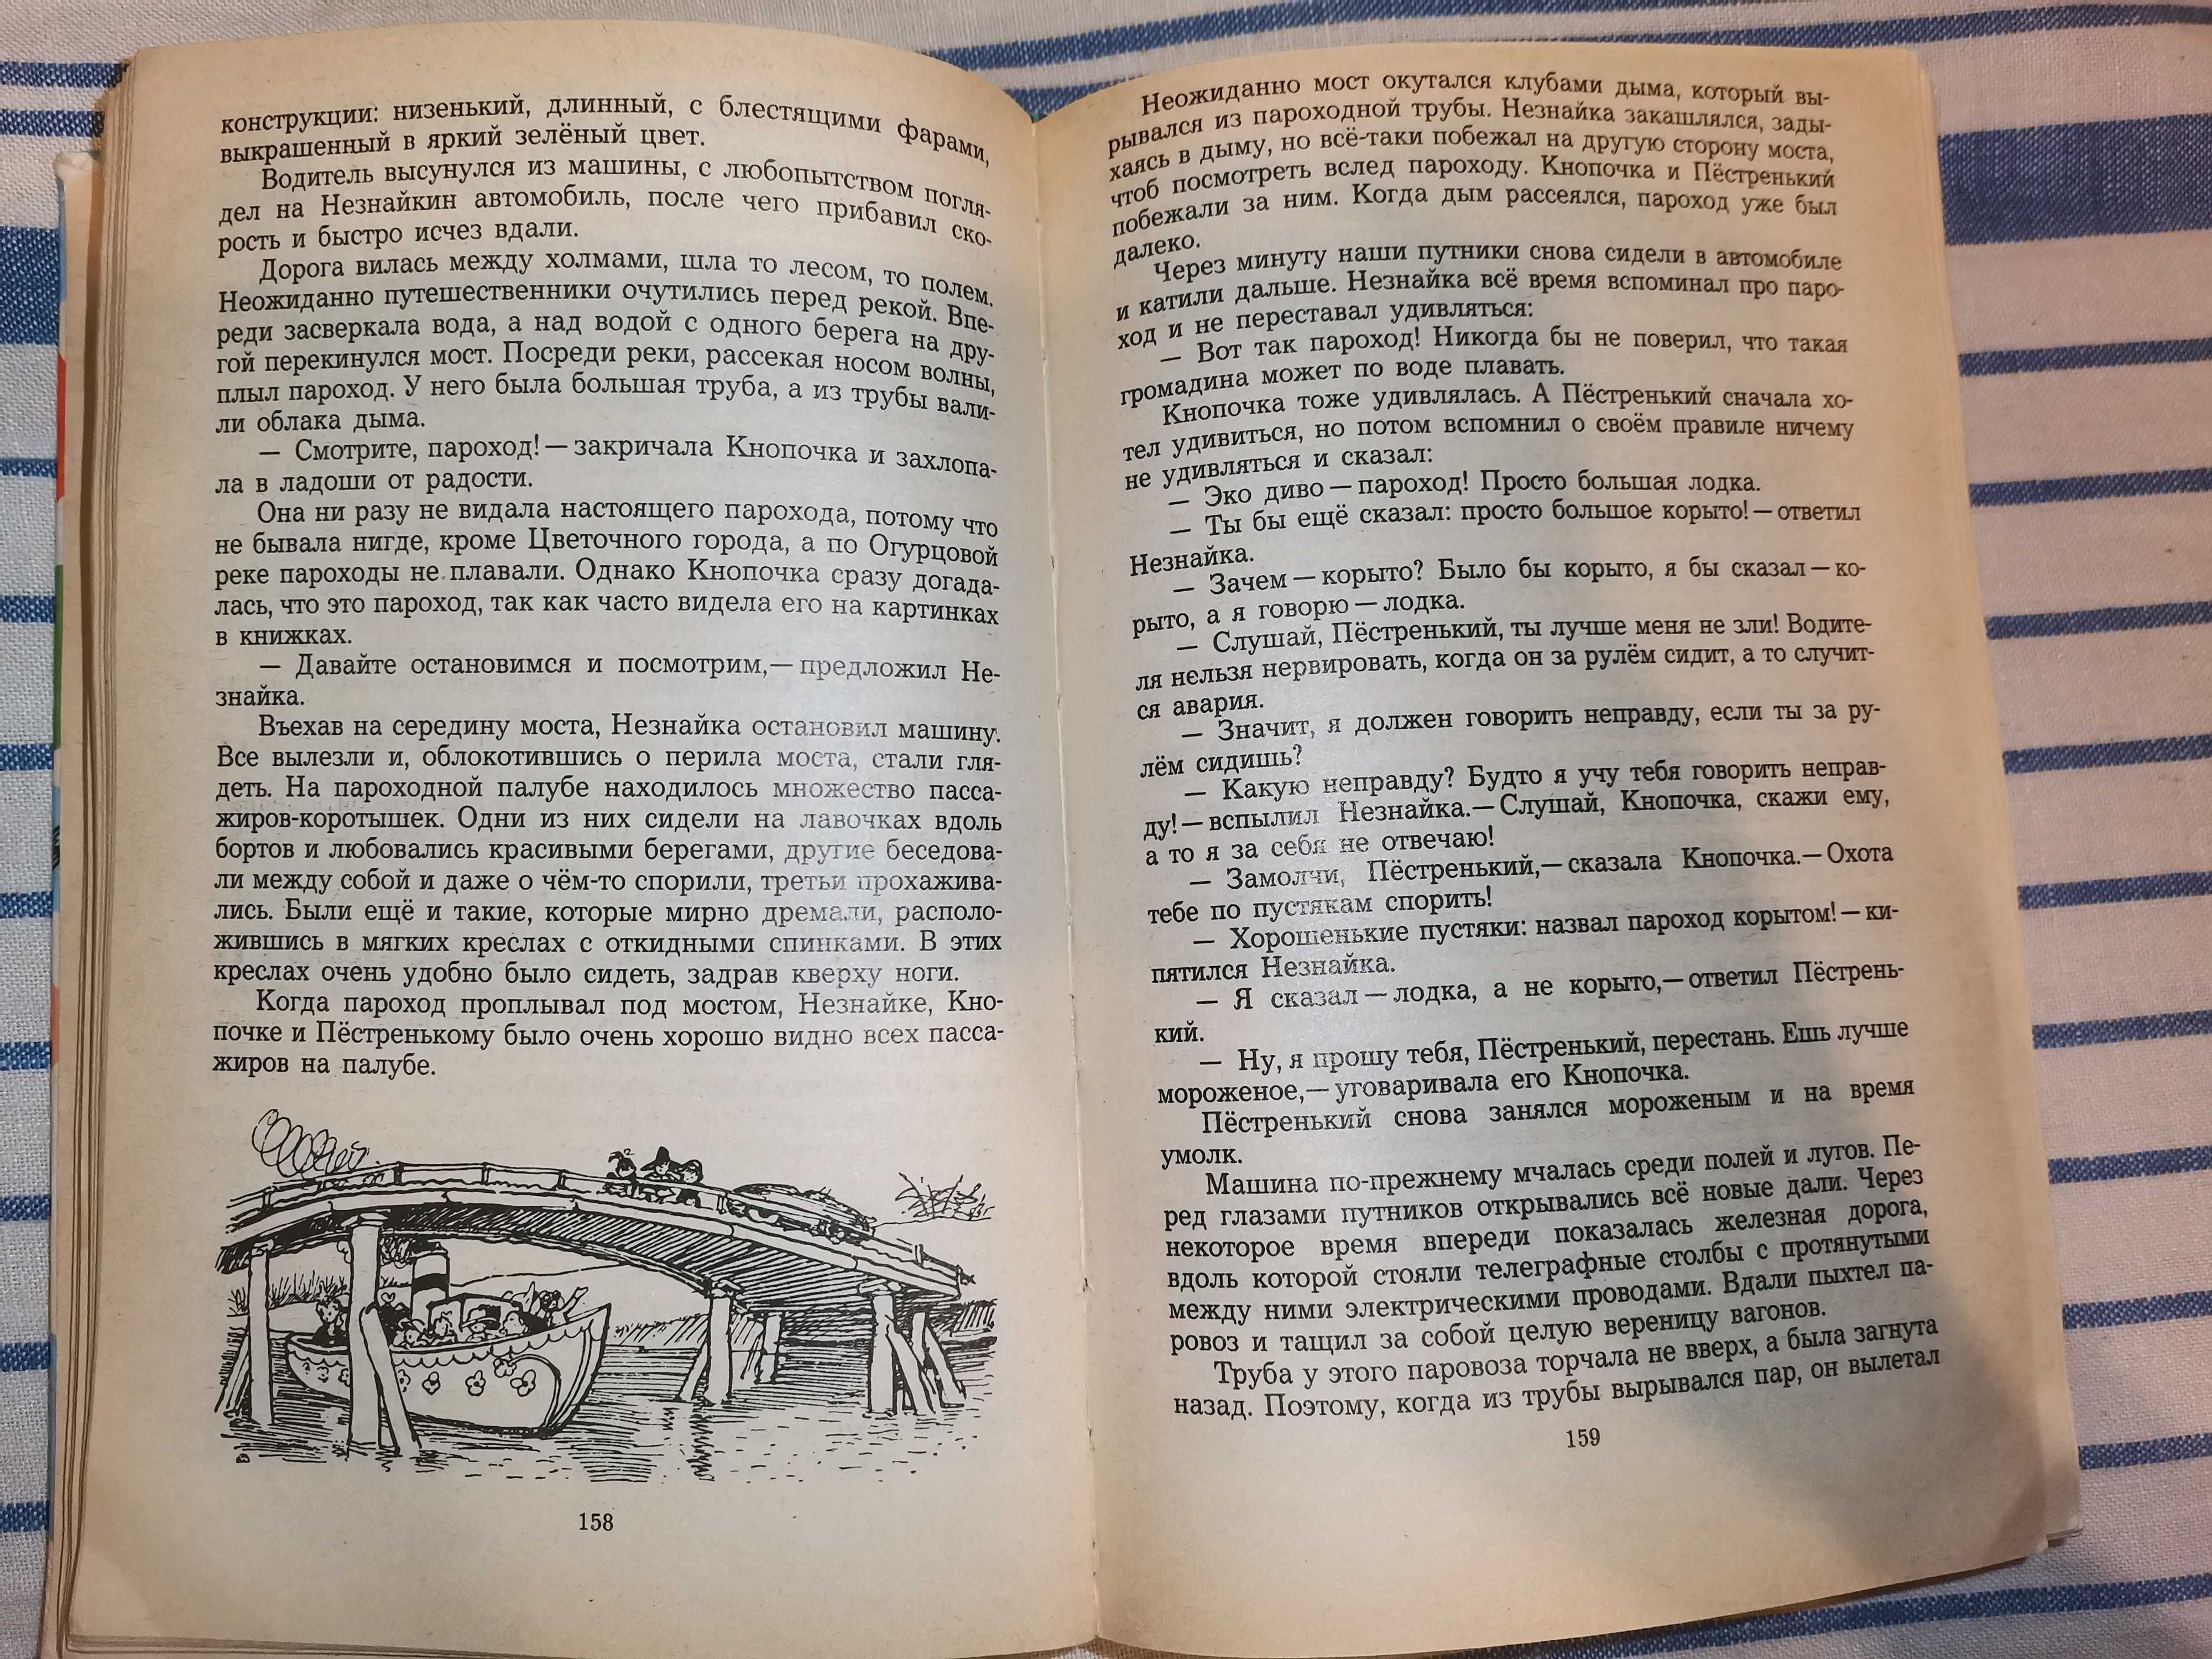 конструкции: низенький, длинный, с блестящими фарами,
выкрашенный в яркий зелёный цвет.
Водитель высунулся из машины, с любопытством погля-
дел на Незнайкин автомобиль, после чего прибавил ско-
рость и быстро исчез вдали.
Дорога вилась между холмами, шла то лесом, то полем.
Неожиданно путешественники очутились перед рекой. Впе-
реди засверкала вода, а над водой с одного берега на дру-
гой перекинулся мост. Посреди реки, рассекая носом волны,
плыл пароход. У него была большая труба, а из трубы вали-
ли облака дыма.
— Смотрите, пароход! — закричала Кнопочка и захлопа-
ла в ладоши от радости.
Она ни разу не видала настоящего парохода, потому что
не бывала нигде, кроме Цветочного города, а по Огурцовой
реке пароходы не плавали. Однако Кнопочка сразу догада-
лась, что это пароход, так как часто видела его на картинках
в книжках.
— Давайте остановимся и посмотрим,— предложил Не-
знайка.
Въехав на середину моста, Незнайка остановил машину.
Все вылезли и, облокотившись о перила моста, стали гля-
деть. На пароходной палубе находилось множество пасса-
жиров-коротышек. Одни из них сидели на лавочках вдоль
бортов и любовались красивыми берегами, другие беседова-
ли между собой и даже о чём-то спорили, третьи прохажива-
лись. Были ещё и такие, которые мирно дремали, располо-
жившись в мягких креслах с откидными спинками. В этих
креслах очень удобно было сидеть, задрав кверху ноги.
Когда пароход проплывал под мостом, Незнайке, Кно-
почке и Пёстренькому было очень хорошо видно всех пасса-
жиров на палубе.
158
Неожиданно мост окутался клубами дыма, который вы-
рывался из пароходной трубы. Незнайка закашлялся, зады-
хаясь в дыму, но всё-таки побежал на другую сторону моста,
чтоб посмотреть вслед пароходу. Кнопочка и Пёстренький
побежали за ним. Когда дым рассеялся, пароход уже был
далеко.
Через минуту наши путники снова сидели в автомобиле
и катили дальше. Незнайка всё время вспоминал про паро-
ход и не переставал удивляться:
— Вот так пароход! Никогда бы не поверил, что такая
громадина может по воде плавать.
Кнопочка тоже удивлялась. А Пёстренький сначала хо-
тел удивиться, но потом вспомнил о своём правиле ничему
не удивляться и сказал:
— Эко диво — пароход! Просто большая лодка.
— Ты бы ещё сказал: просто большое корыто! — ответил
Незнайка.
— Зачем — корыто? Было бы корыто, я бы сказал — ко-
рыто, а я говорю — лодка.
— Слушай, Пёстренький, ты лучше меня не зли! Водите-
ля нельзя нервировать, когда он за рулём сидит, а то случит-
ся авария.
— Значит, я должен говорить неправду, если ты за ру-
лём сидишь?
— Какую неправду? Будто я учу тебя говорить неправ-
ду! — вспылил Незнайка.— Слушай, Кнопочка, скажи ему,
а то я за себя не отвечаю!
— Замолчи, Пёстренький,— сказала Кнопочка.— Охота
тебе по пустякам спорить!
— Хорошенькие пустяки: назвал пароход корытом! — ки-
пятился Незнайка.
— Я сказал — лодка, а не корыто,— ответил Пёстрень-
кий.
— Ну, я прошу тебя, Пёстренький, перестань. Ешь лучше
мороженое,— уговаривала его Кнопочка.
Пёстренький снова занялся мороженым и на время
умолк.
Машина по-прежнему мчалась среди полей и лугов. Пе-
ред глазами путников открывались всё новые дали. Через
некоторое время впереди показалась железная дорога,
вдоль которой стояли телеграфные столбы с протянутыми
между ними электрическими проводами. Вдали пыхтел па-
ровоз и тащил за собой целую вереницу вагонов.
Труба у этого паровоза торчала не вверх, а была загнута
назад. Поэтому, когда из трубы вырывался пар, он вылетал
159